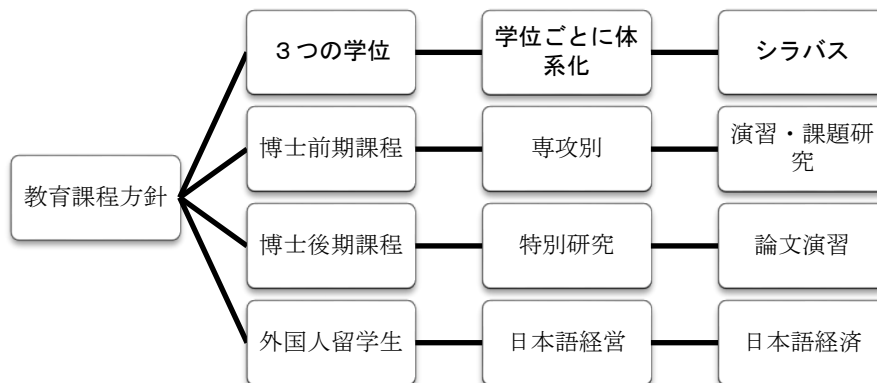 3つの学位
学位ごとに体
系化
シラバス
博士前期課程
専攻別
演習・課題研
究
教育課程方針
博士後期課程
特別研究
論文演習
外国人留学生
日本語経営
日本語経済